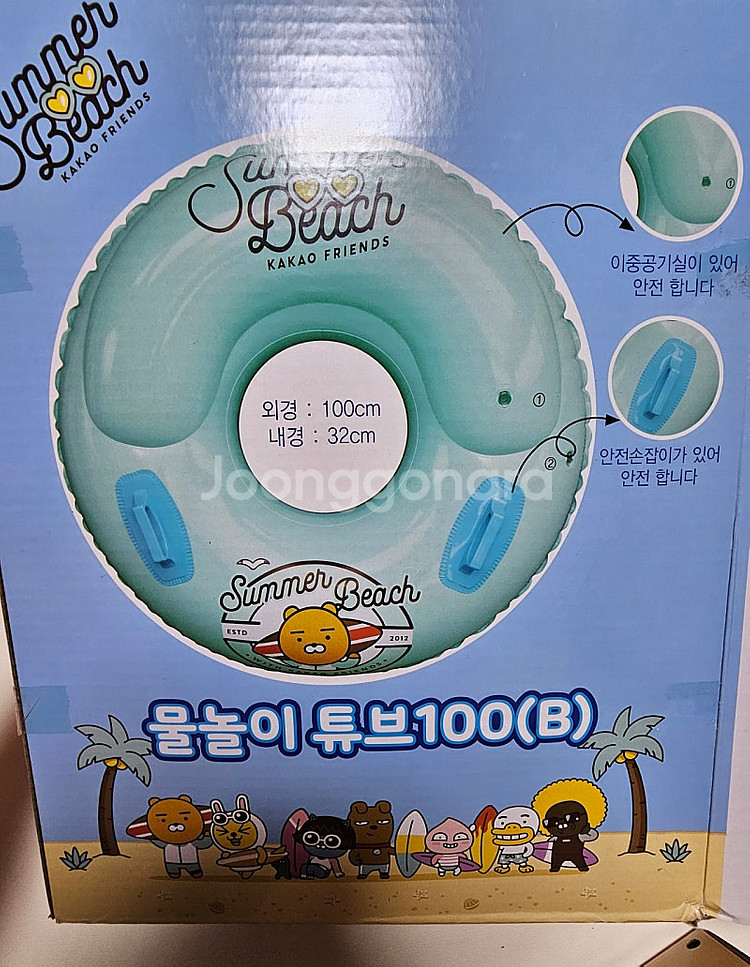 Summer
Beach
KAKAO FRIENDS
Summer
Beach
KAKAO FRIENDS
①
이중공기실이 있어
안전 합니다
외경 : 100cm
내경 : 32cm
①
②
안전손잡이가 있어
안전 합니다
Joonggonara
Summer Beach
ESTD
2012
물놀이 튜브100(B)